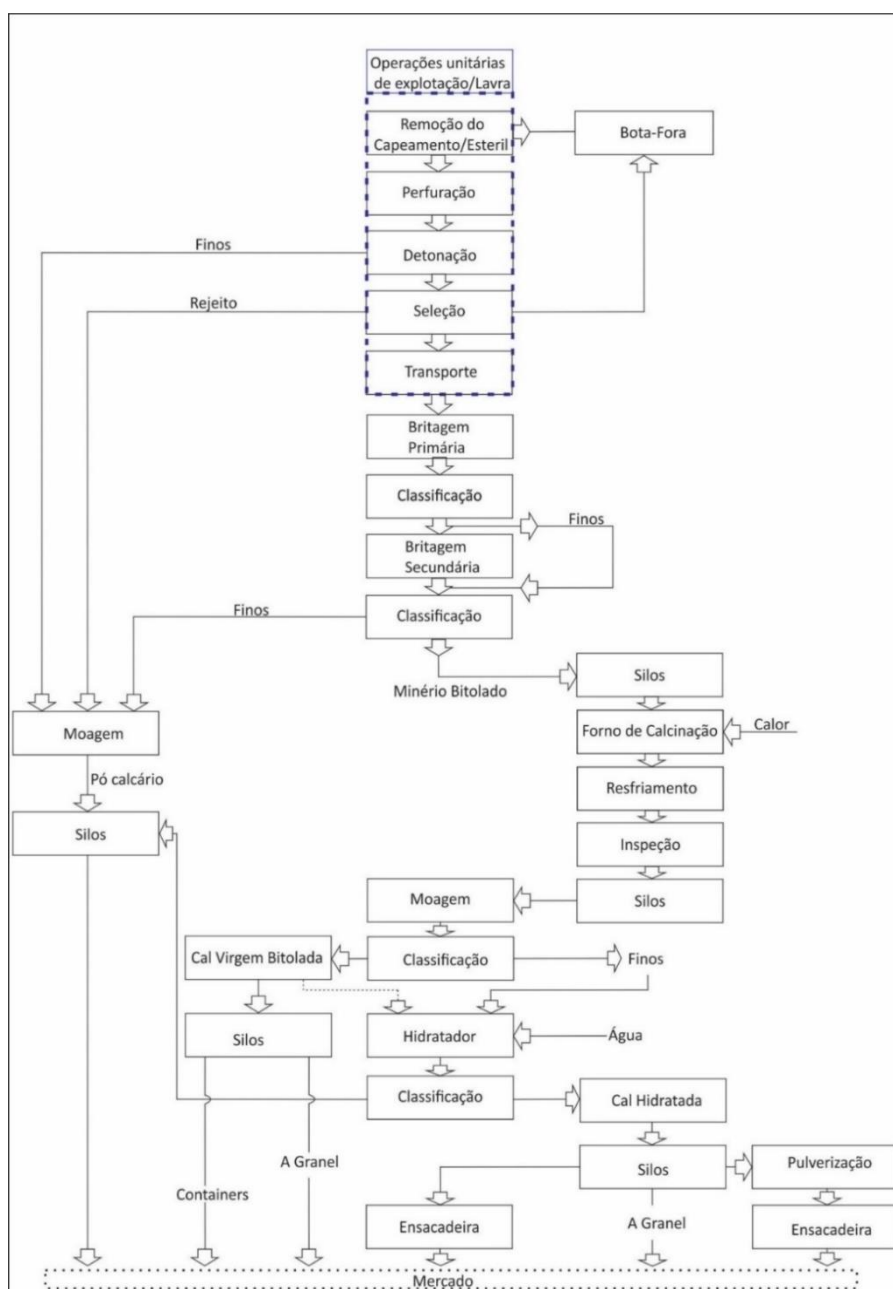 Operações unitárias
de explotação/Lavra
Remoção do
Capeamento/Esteril
Bota-Fora
Perfuração
Finos
Detonação
Rejeito
Seleção
Transporte
Britagem
Primária
Classificação
Finos
Britagem
Secundária
Finos
Classificação
Minério Bitolado
Silos
Moagem
Forno de Calcinação
Calor
Pó calcário
Resfriamento
Silos
Inspeção
Moagem
Silos
Cal Virgem Bitolada
Classificação
Finos
Silos
Hidratador
Água
Classificação
Cal Hidratada
A Granel
Silos
Pulverização
Containers
Ensacadeira
A Granel
Ensacadeira
Mercado